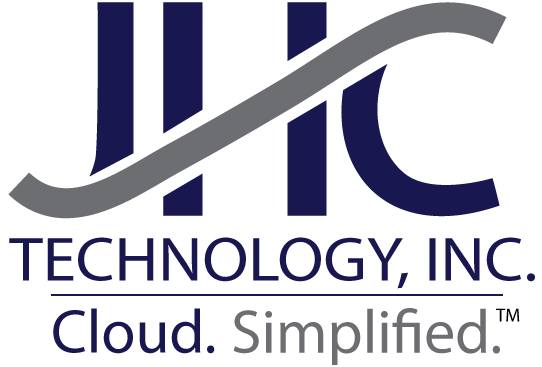 JHC
TECHNOLOGY, INC.
Cloud. Simplified.™